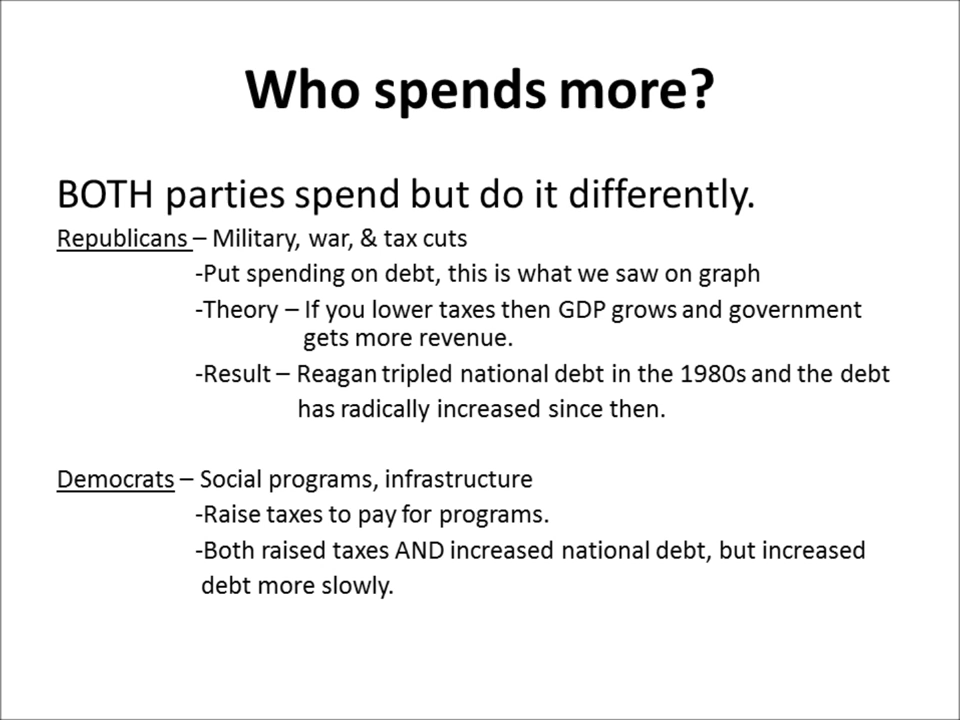 Who spends more?
BOTH parties spend but do it differently.
Republicans – Military, war, & tax cuts
-Put spending on debt, this is what we saw on graph
-Theory – If you lower taxes then GDP grows and government
gets more revenue.
-Result – Reagan tripled national debt in the 1980s and the debt
has radically increased since then.
Democrats – Social programs, infrastructure
-Raise taxes to pay for programs.
-Both raised taxes AND increased national debt, but increased
debt more slowly.